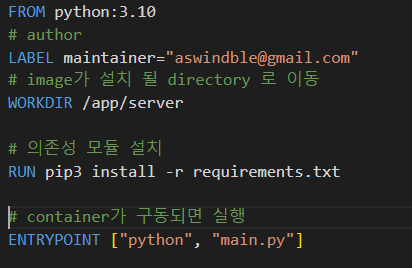 FROM python:3.10
# author
LABEL maintainer="aswindble@gmail.com"
# image가 설치 될 directory 로 이동
WORKDIR /app/server
# 의존성 모듈 설치
RUN pip3 install -r requirements.txt
# container가 구동되면 실행
ENTRYPOINT ["python", "main.py"]